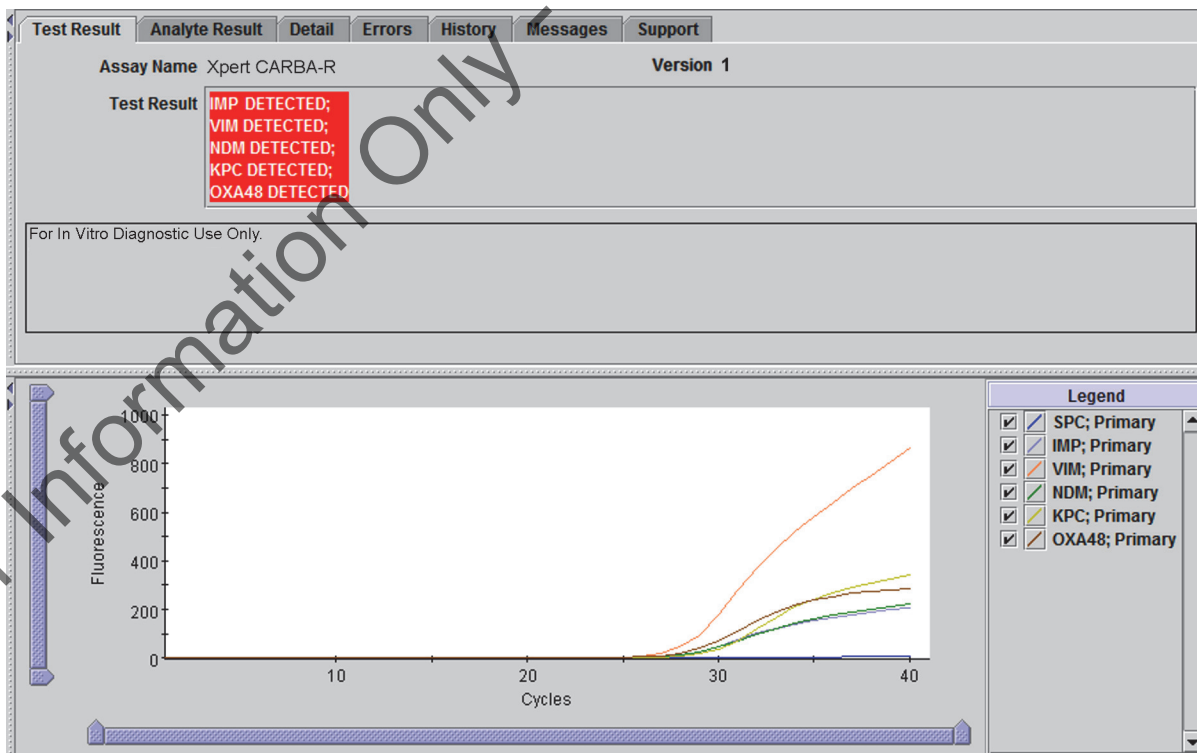 Test Result Analyte Result Detail Errors History Messages Support
Assay Name Xpert CARBA-R Version 1
Test Result IMP DETECTED;
VIM DETECTED;
NDM DETECTED;
KPC DETECTED;
OXA48 DETECTED
For In Vitro Diagnostic Use Only.
Information Only -
Legend
SPC; Primary
IMP; Primary
VIM; Primary
NDM; Primary
KPC; Primary
OXA48; Primary
1000
800
600
400
200
0
Fluorescence
10 20 30 40
Cycles